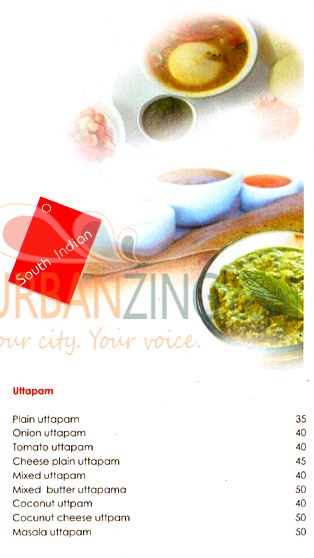 South Indian
URBANZING
our city. Your voice.
Uttapam
Plain uttapam 35
Onion uttapam 40
Tomato uttapam 40
Cheese plain uttapam 45
Mixed uttapam 40
Mixed butter uttapama 50
Coconut uttpam 40
Cocunut cheese uttpam 50
Masala uttapam 50